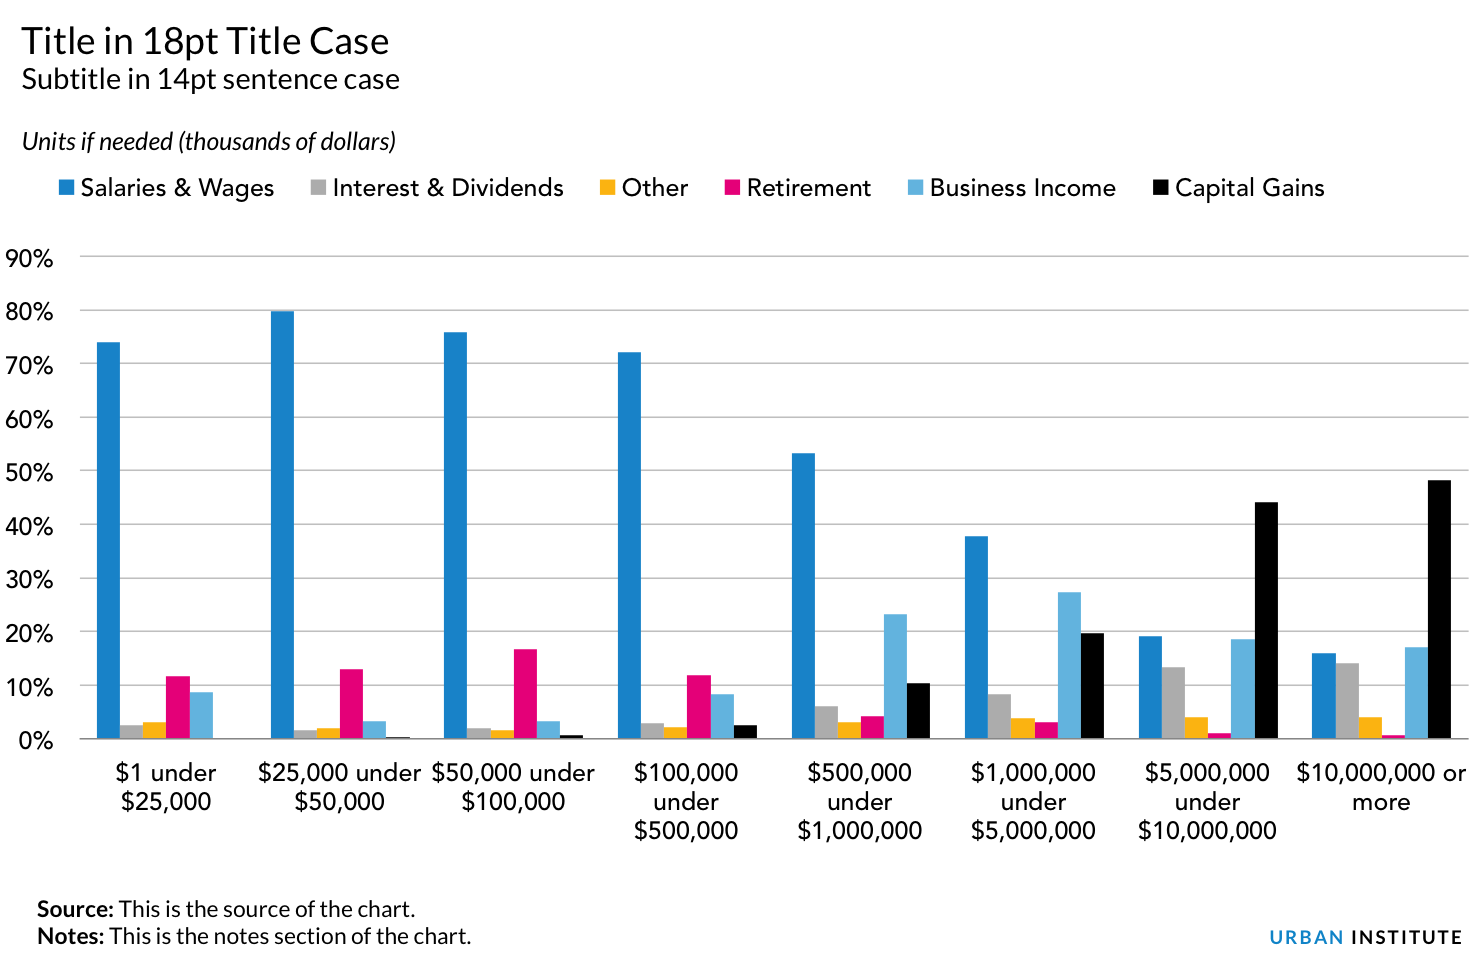 Title in 18pt Title Case
Subtitle in 14pt sentence case
Units if needed (thousands of dollars)
Salaries & Wages Interest & Dividends Other Retirement Business Income Capital Gains
90%
80%
70%
60%
50%
40%
30%
20%
10%
0%
$1 under
$25,000
$25,000 under
$50,000
$50,000 under
$100,000
$100,000
under
$500,000
$500,000
under
$1,000,000
$1,000,000
under
$5,000,000
$5,000,000
under
$10,000,000
$10,000,000 or
more
Source: This is the source of the chart.
Notes: This is the notes section of the chart.
URBAN INSTITUTE